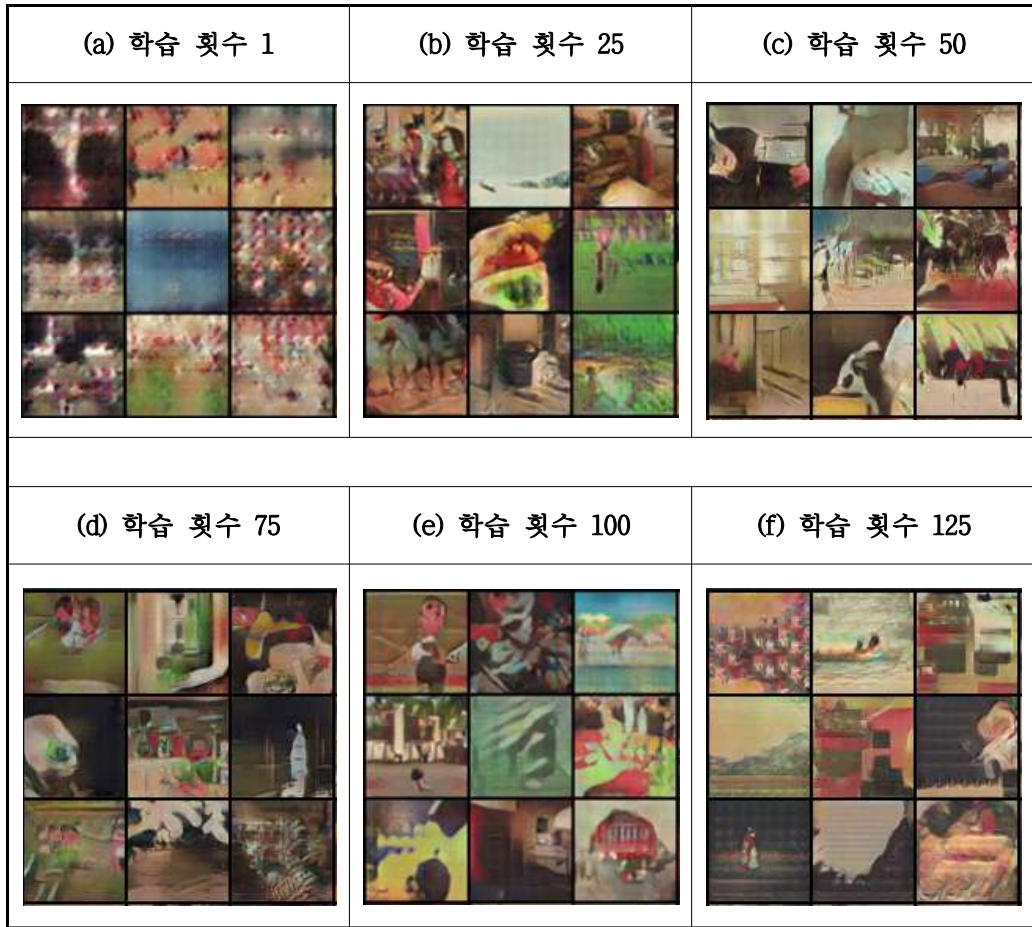 (a) 학습 횟수 1
(b) 학습 횟수 25
(c) 학습 횟수 50
(d) 학습 횟수 75
(e) 학습 횟수 100
(f) 학습 횟수 125